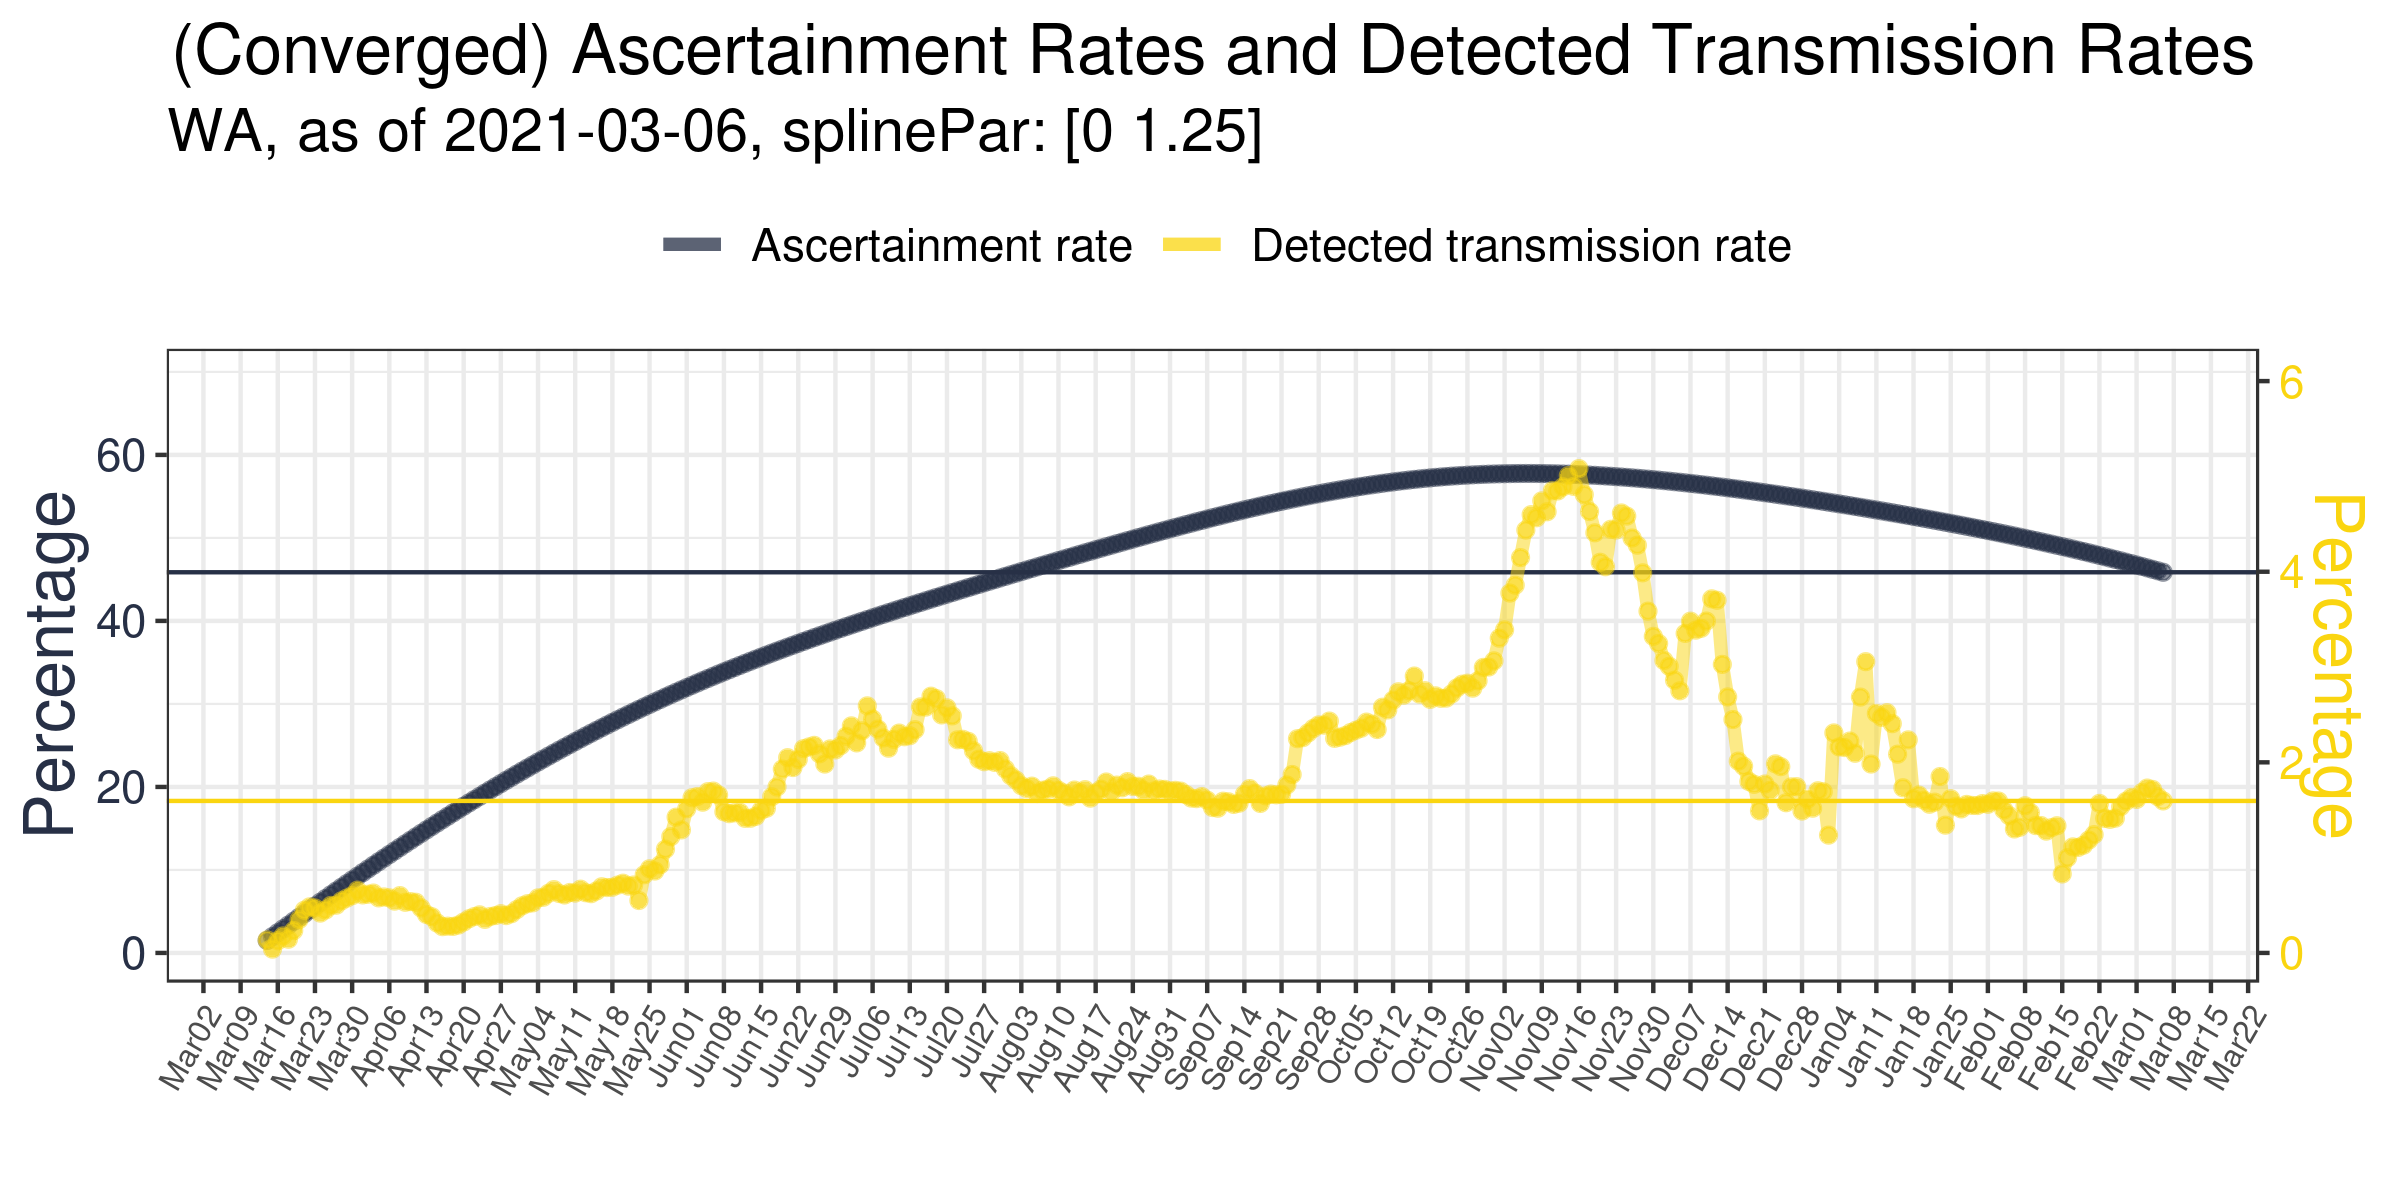 (Converged) Ascertainment Rates and Detected Transmission Rates
WA, as of 2021-03-06, splinePar: [0 1.25]
Ascertainment rate
Detected transmission rate
Percentage
60
40
20
0
6
4
2
0
Percentage
Mar02
Mar09
Mar16
Mar23
Mar30
Apr06
Apr13
Apr20
Apr27
May04
May11
May18
May25
Jun01
Jun08
Jun15
Jun22
Jun29
Jul06
Jul13
Jul20
Jul27
Aug03
Aug10
Aug17
Aug24
Aug31
Sep07
Sep14
Sep21
Sep28
Oct05
Oct12
Oct19
Oct26
Nov02
Nov09
Nov16
Nov23
Nov30
Dec07
Dec14
Dec21
Dec28
Jan04
Jan11
Jan18
Jan25
Feb01
Feb08
Feb15
Feb22
Mar01
Mar08
Mar15
Mar22